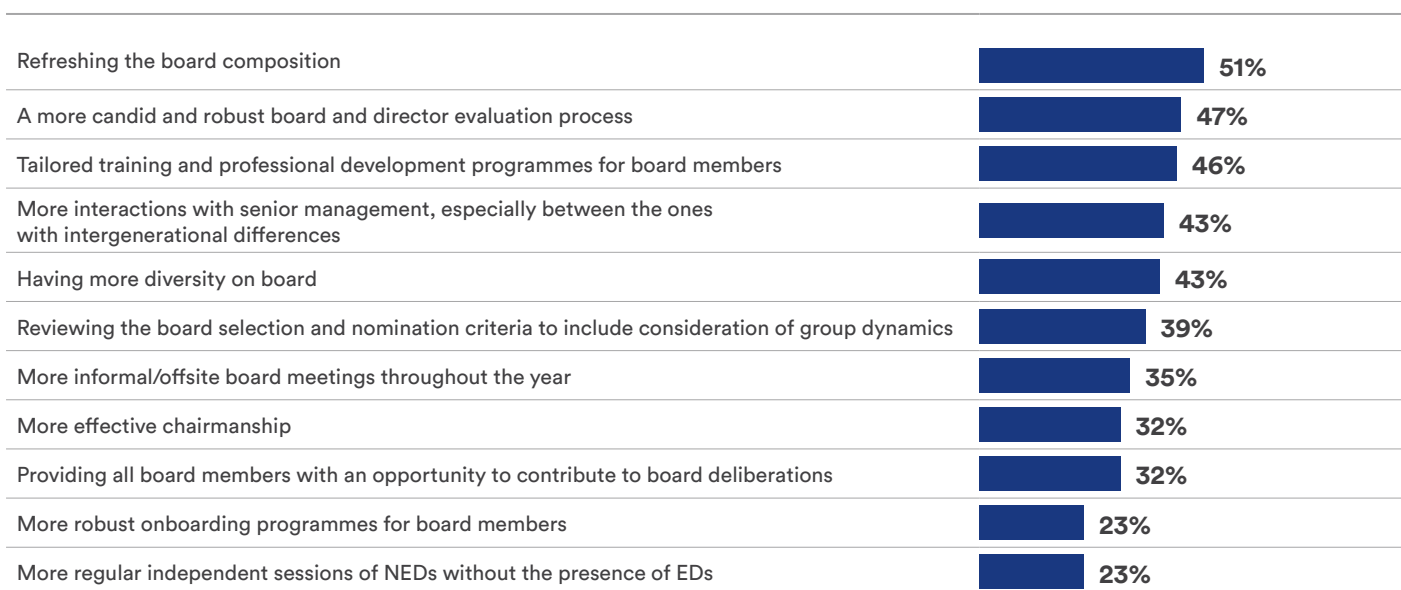 Refreshing the board composition
51%
A more candid and robust board and director evaluation process
47%
Tailored training and professional development programmes for board members
46%
More interactions with senior management, especially between the ones
with intergenerational differences
43%
Having more diversity on board
43%
Reviewing the board selection and nomination criteria to include consideration of group dynamics
39%
More informal/offsite board meetings throughout the year
35%
More effective chairmanship
32%
Providing all board members with an opportunity to contribute to board deliberations
32%
More robust onboarding programmes for board members
23%
More regular independent sessions of NEDs without the presence of EDs
23%